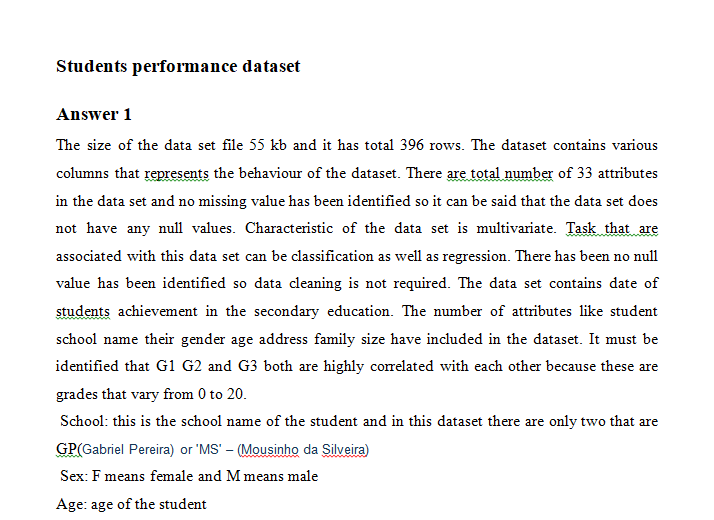 Students performance dataset
Answer 1
The size of the data set file 55 kb and it has total 396 rows. The dataset contains various
columns that represents the behaviour of the dataset. There are total number of 33 attributes
in the data set and no missing value has been identified so it can be said that the data set does
not have any null values. Characteristic of the data set is multivariate. Task that are
associated with this data set can be classification as well as regression. There has been no null
value has been identified so data cleaning is not required. The data set contains date of
students achievement in the secondary education. The number of attributes like student
school name their gender age address family size have included in the dataset. It must be
identified that G1 G2 and G3 both are highly correlated with each other because these are
grades that vary from 0 to 20.
School: this is the school name of the student and in this dataset there are only two that are
GP(Gabriel Pereira) or 'MS' – (Mousinho da Silveira)
Sex: F means female and M means male
Age: age of the student